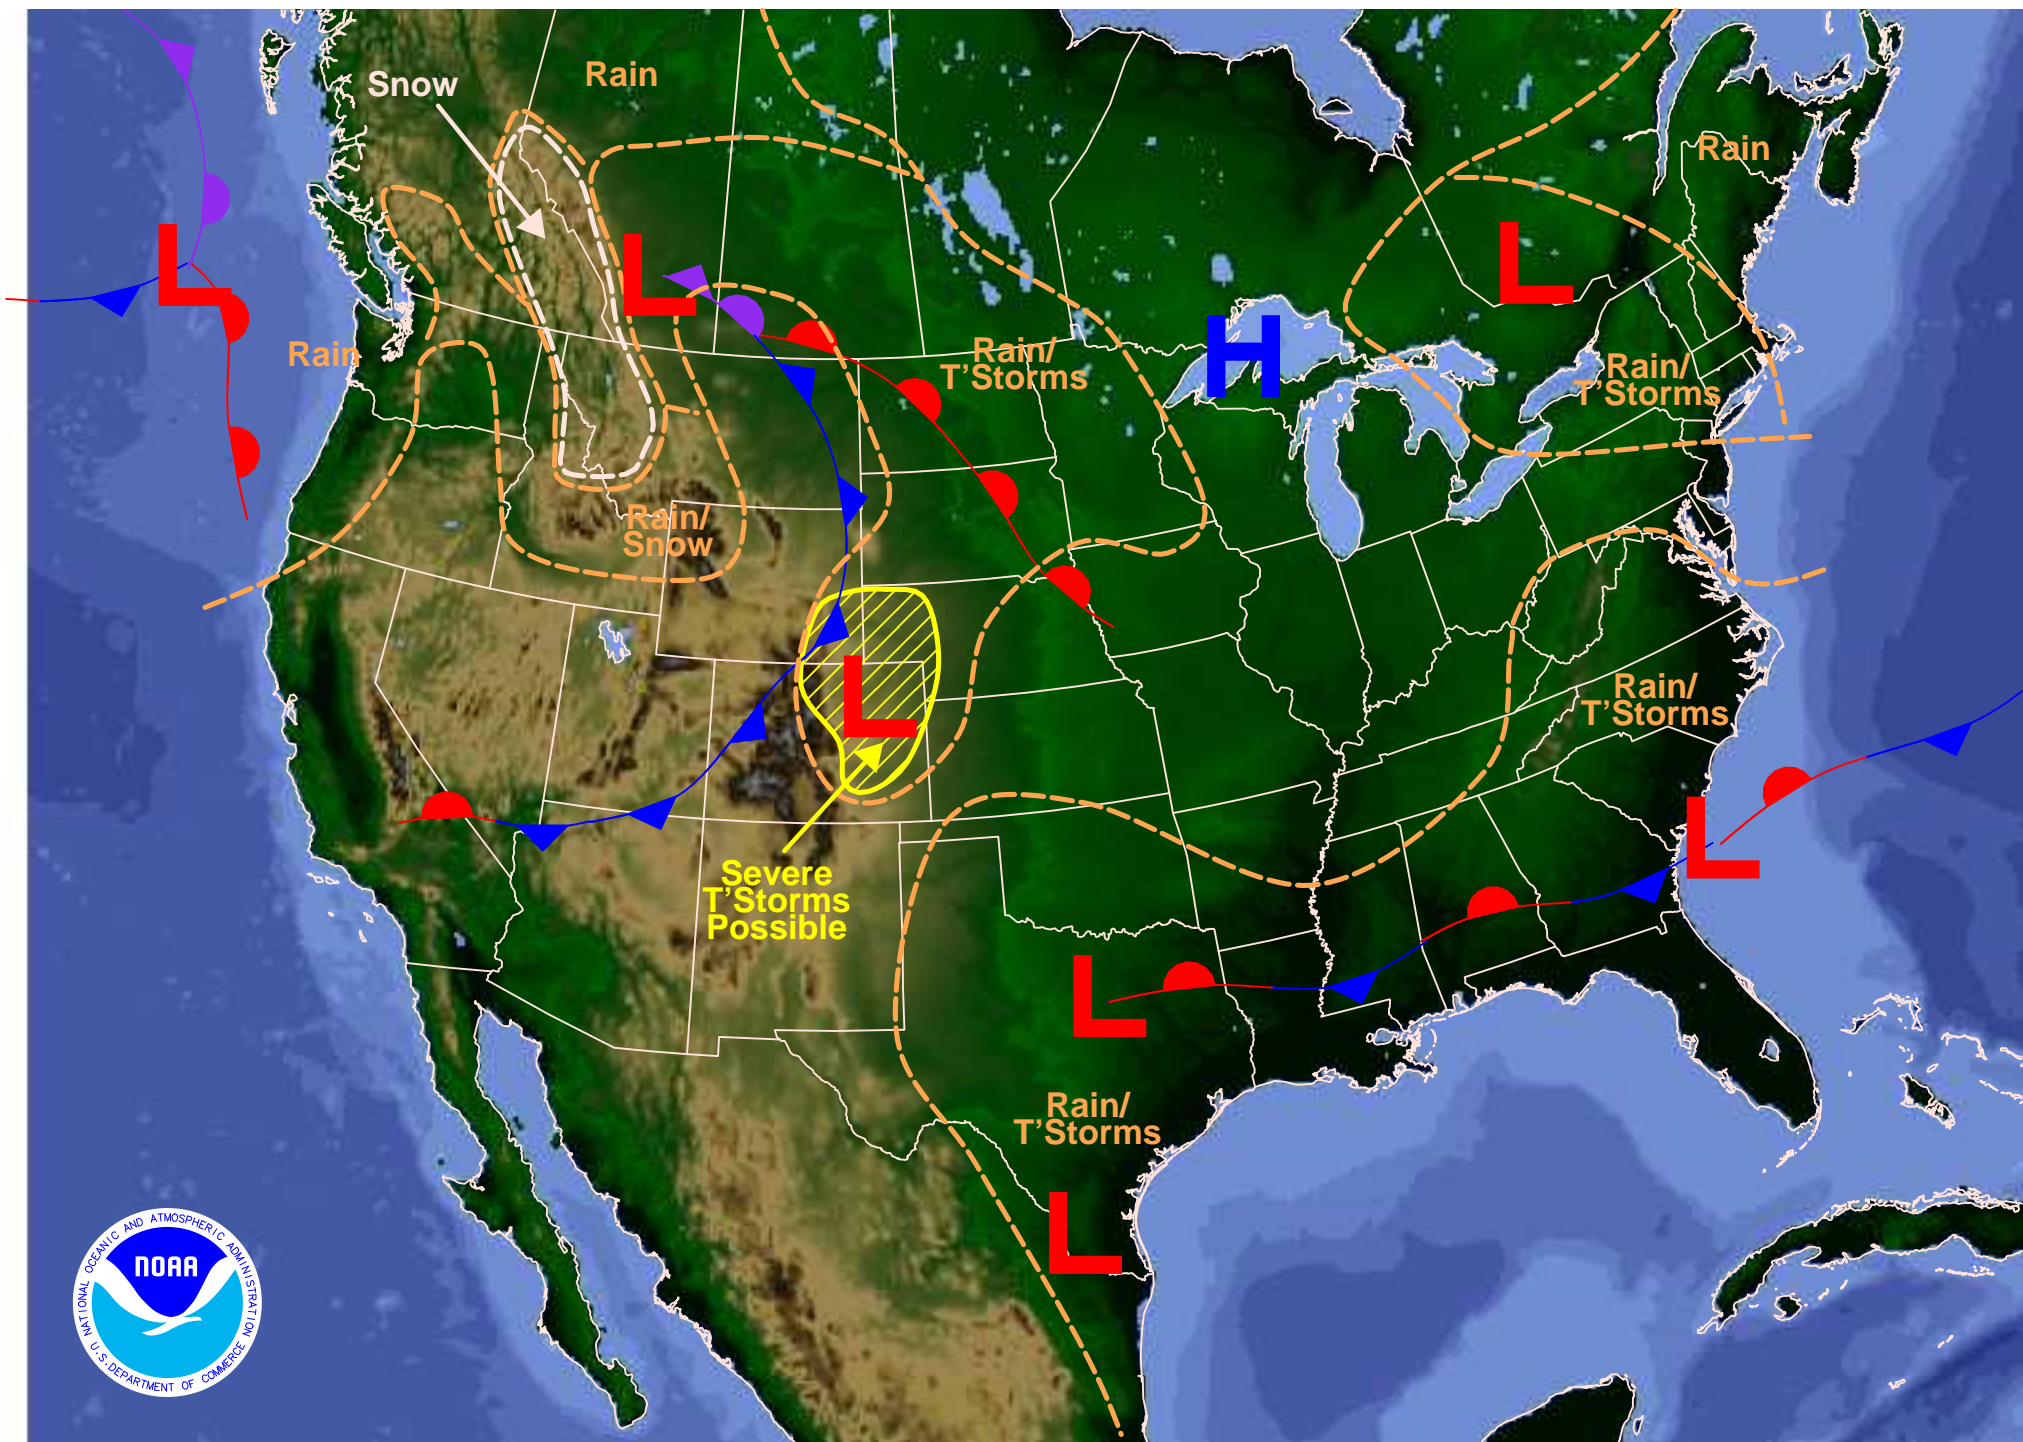 Snow
Rain
Rain
L
L
L
H
Rain
Rain/
T'Storms
Rain/
T'Storms
Rain/
Snow
L
Rain/
T'Storms
Severe
T'Storms
Possible
L
L
Rain/
T'Storms
L
NATIONAL OCEANIC AND ATMOSPHERIC ADMINISTRATION
NOAA
U.S. DEPARTMENT OF COMMERCE